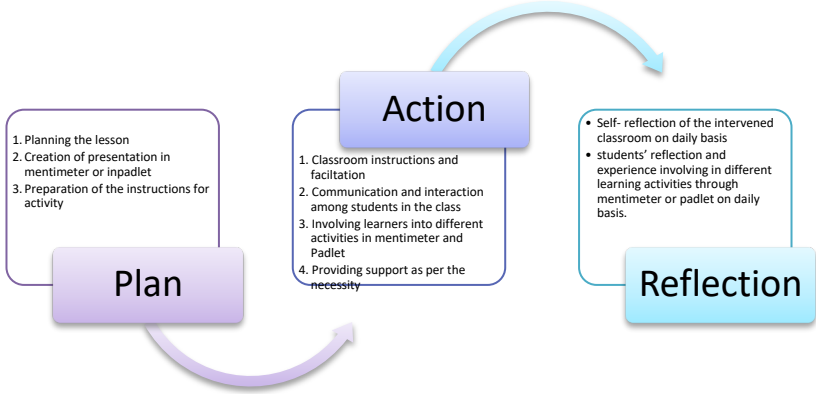 1. Planning the lesson
2. Creation of presentation in
mentimeter or inpadlet
3. Preparation of the instructions for
activity
Plan
Action
1. Classroom instructions and
faciltation
2. Communication and interaction
among students in the class
3. Involving learners into different
activities in mentimeter and
Padlet
4. Providing support as per the
necessity
• Self- reflection of the intervened
classroom on daily basis
• students’ reflection and
experience involving in different
learning activities through
mentimeter or padlet on daily
basis.
Reflection